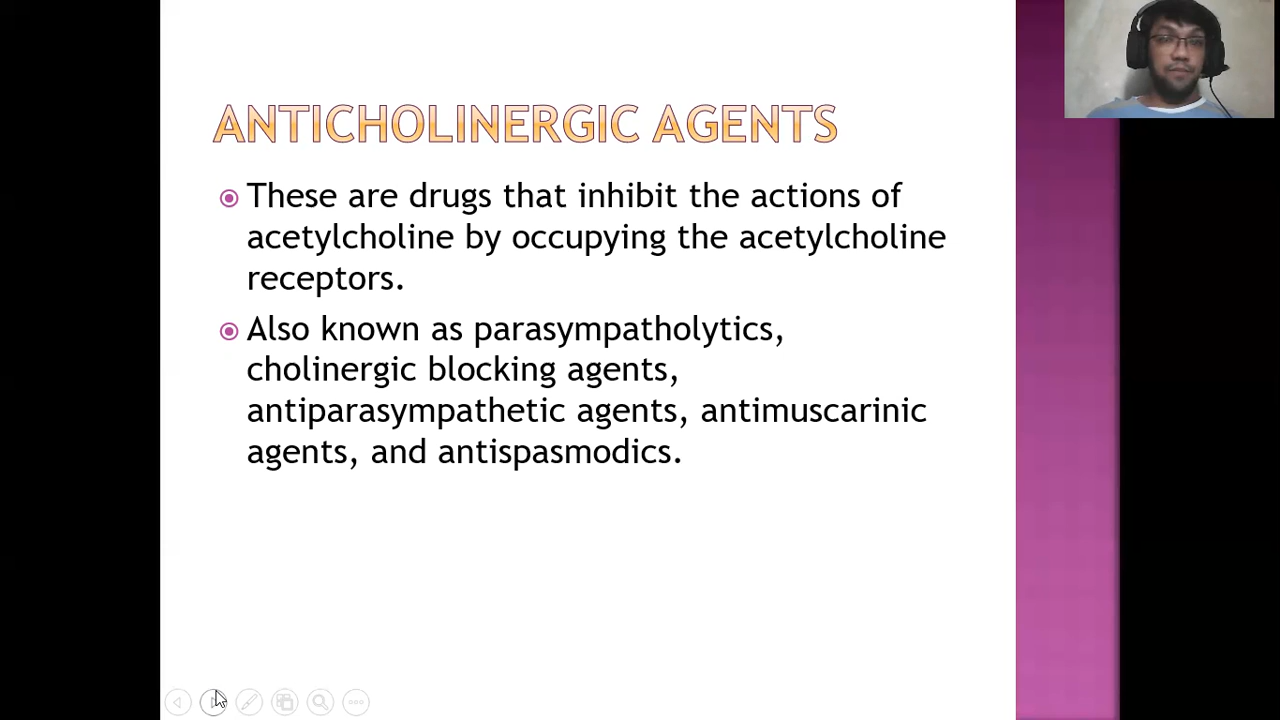 ANTICHOLINERGIC AGENTS
These are drugs that inhibit the actions of
acetylcholine by occupying the acetylcholine
receptors.
Also known as parasympatholytics,
cholinergic blocking agents,
antiparasympathetic agents, antimuscarinic
agents, and antispasmodics.